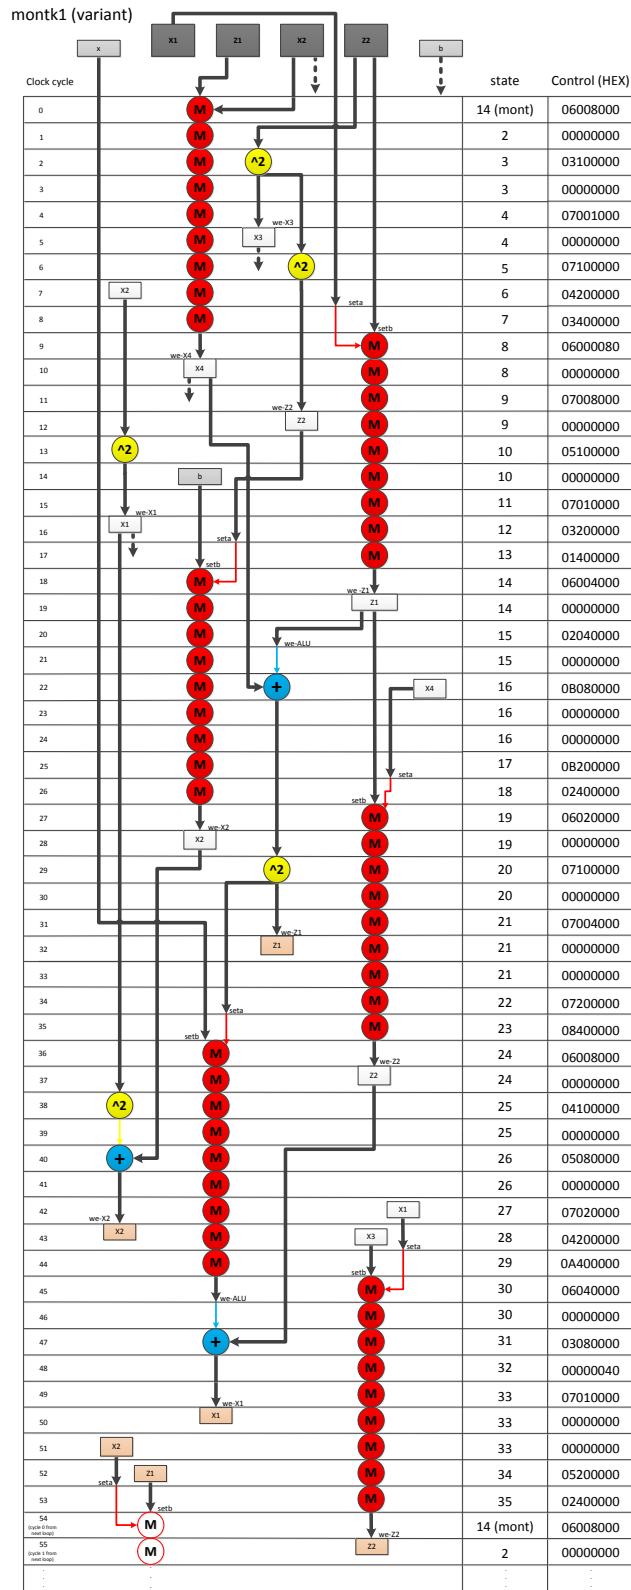 montk1 (variant)
x X1 Z1 X2 Z2 b
Clock cycle state Control (HEX)
0 M 14 (mont) 06008000
1 M 2 00000000
2 M ^2 3 03100000
3 M 3 00000000
4 M we-X3 4 07001000
5 M X3 4 00000000
6 M ^2 5 07100000
7 X2 M seta 6 04200000
8 M setb 7 03400000
9 we-X4 M 8 06000080
10 X4 M 8 00000000
11 we-Z2 M 9 07008000
12 Z2 M 9 00000000
13 ^2 M 10 05100000
14 b M 10 00000000
15 we-X1 M 11 07010000
16 X1 seta M 12 03200000
17 setb M 13 01400000
18 M we -Z1 14 06004000
19 M Z1 14 00000000
20 M we-ALU 15 02040000
21 M 15 00000000
22 M + X4 16 0B080000
23 M 16 00000000
24 M 16 00000000
25 M seta 17 0B200000
26 M setb 18 02400000
27 we-X2 M 19 06020000
28 X2 M 19 00000000
29 ^2 M 20 07100000
30 M 20 00000000
31 we-Z1 M 21 07004000
32 Z1 M 21 00000000
33 M 21 00000000
34 seta M 22 07200000
35 setb M 23 08400000
36 M we-Z2 24 06008000
37 M Z2 24 00000000
38 ^2 M 25 04100000
39 M 25 00000000
40 + M 26 05080000
41 M 26 00000000
42 we-X2 M X1 27 07020000
43 X2 M X3 seta 28 04200000
44 M setb 29 0A400000
45 we-ALU M 30 06040000
46 M 30 00000000
47 + M 31 03080000
48 M 32 00000040
49 we-X1 M 33 07010000
50 X1 M 33 00000000
51 X2 M 33 00000000
52 seta Z1 M 34 05200000
53 setb M 35 02400000
54 (cycle 0 from next loop) M we-Z2 14 (mont) 06008000
55 (cycle 1 from next loop) M Z2 2 00000000